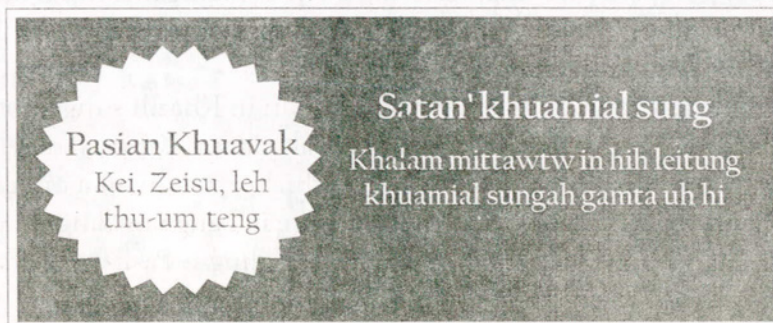 Pasian Khuavak
Kei, Zeisu, leh
thu-um teng
Satan' khuamial sung
Khalam mittawtw in hih leitung
khuamial sungah gamta uh hi